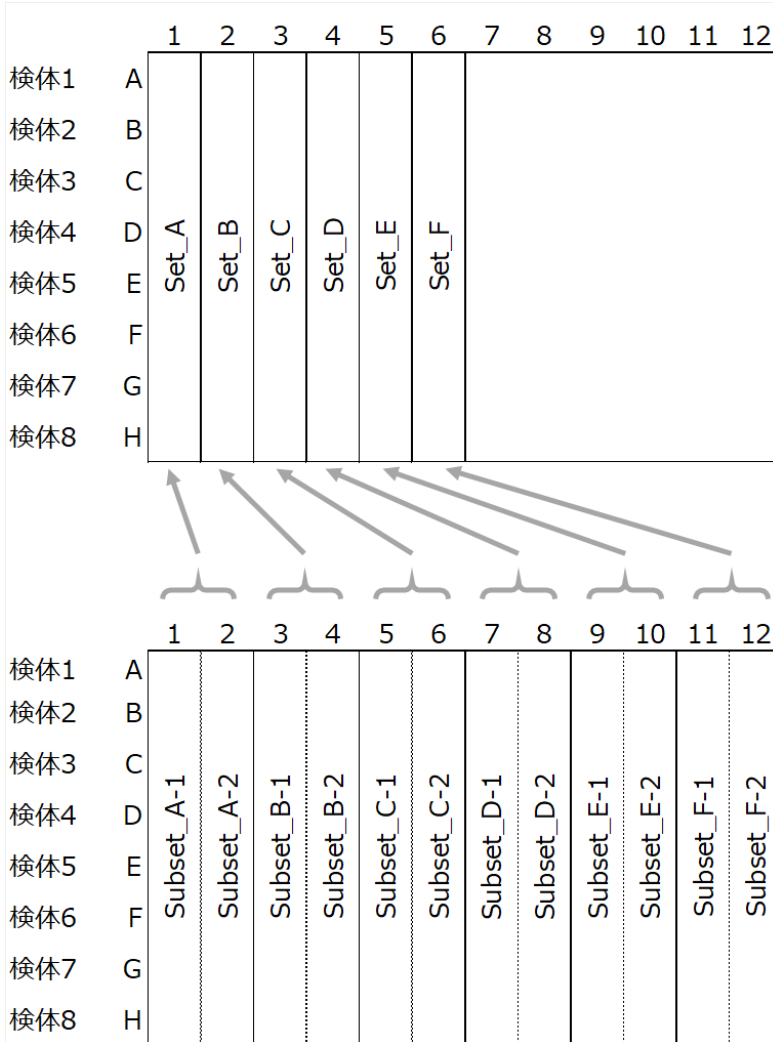 1 2 3 4 5 6 7 8 9 10 11 12
検体1 A
検体2 B
検体3 C
検体4 D
検体5 E
検体6 F
検体7 G
検体8 H
Set_A
Set_B
Set_C
Set_D
Set_E
Set_F
1 2 3 4 5 6 7 8 9 10 11 12
検体1 A
検体2 B
検体3 C
検体4 D
検体5 E
検体6 F
検体7 G
検体8 H
Subset_A-1
Subset_A-2
Subset_B-1
Subset_B-2
Subset_C-1
Subset_C-2
Subset_D-1
Subset_D-2
Subset_E-1
Subset_E-2
Subset_F-1
Subset_F-2